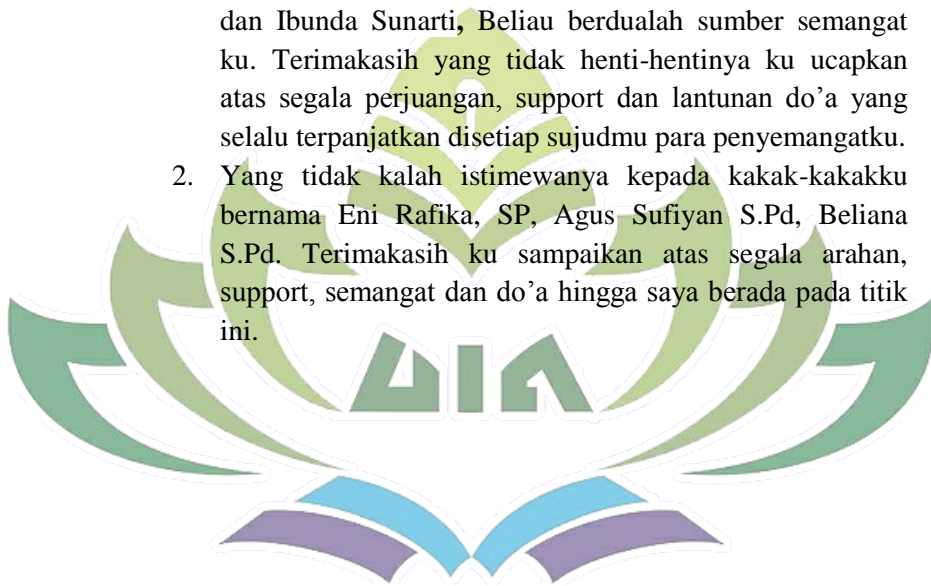 dan Ibunda Sunarti, Beliau berdualah sumber semangat
ku. Terimakasih yang tidak henti-hentinya ku ucapkan
atas segala perjuangan, support dan lantunan do’a yang
selalu terpanjatkan disetiap sujudmu para penyemangatku.
2. Yang tidak kalah istimewanya kepada kakak-kakakku
bernama Eni Rafika, SP, Agus Sufiyan S.Pd, Beliana
S.Pd. Terimakasih ku sampaikan atas segala arahan,
support, semangat dan do’a hingga saya berada pada titik
ini.
UIN